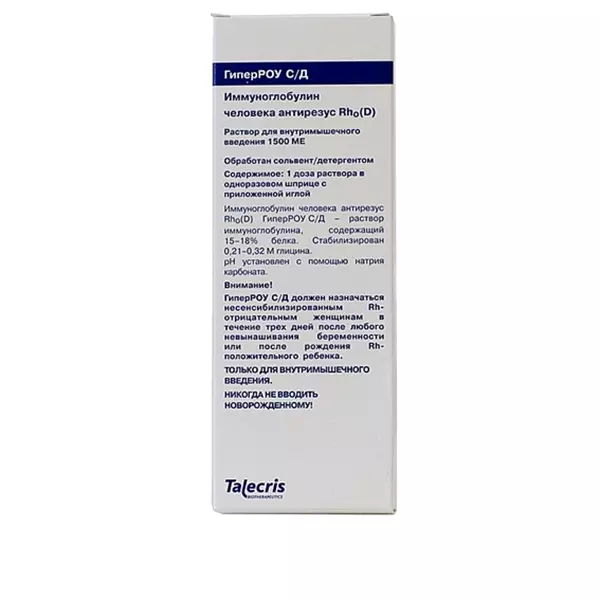 ГиперРОУ С/Д
Иммуноглобулин
человека антирезус Rho(D)
Раствор для внутримышечного
введения 1500 МЕ
Обработан сольвент/детергентом
Содержимое: 1 доза раствора в
одноразовом шприце с
приложенной иглой
Иммуноглобулин человека антирезус
Rho(D) ГиперРОУ С/Д – раствор
иммуноглобулина, содержащий
15–18% белка. Стабилизирован
0,21–0,32 М глицина.
pH установлен с помощью натрия
карбоната.
Внимание!
ГиперРОУ С/Д должен назначаться
несенсибилизированным Rh-
отрицательным женщинам в
течение трех дней после любого
невынашивания беременности
или после рождения Rh-
положительного ребенка.
ТОЛЬКО ДЛЯ ВНУТРИМЫШЕЧНОГО
ВВЕДЕНИЯ.
НИКОГДА НЕ ВВОДИТЬ
НОВОРОЖДЕННОМУ!
Talecris
BIOTHERAPEUTICS